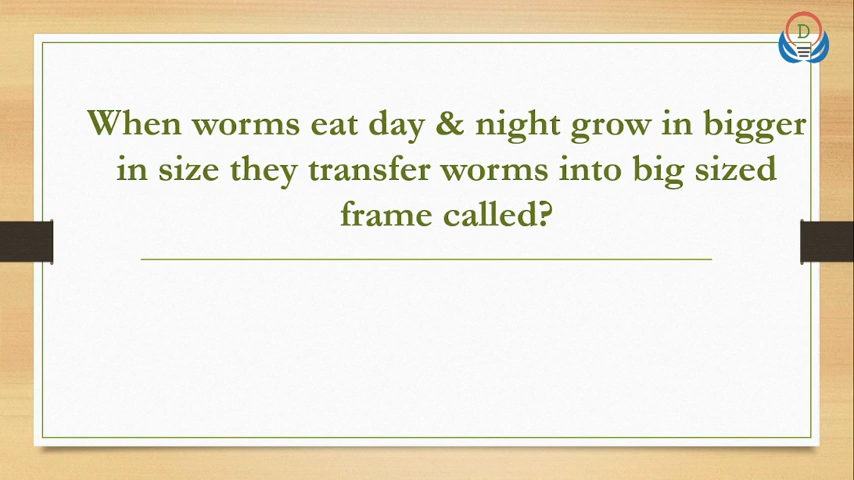 D
When worms eat day & night grow in bigger
in size they transfer worms into big sized
frame called?